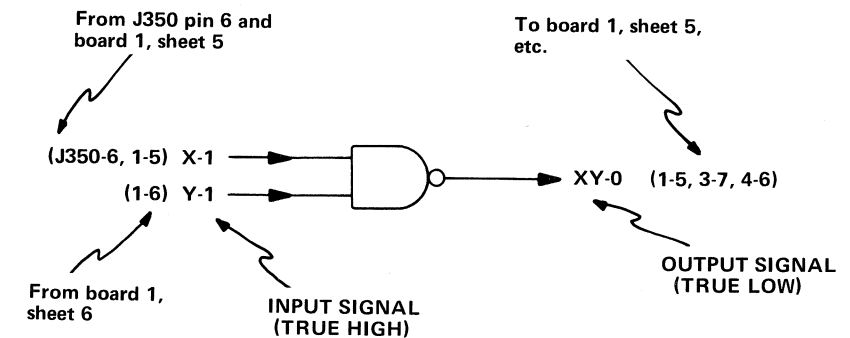 From J350 pin 6 and
board 1, sheet 5
To board 1, sheet 5,
etc.
(J350-6, 1-5) X-1
(1-6) Y-1
XY-0 (1-5, 3-7, 4-6)
From board 1,
sheet 6
INPUT SIGNAL
(TRUE HIGH)
OUTPUT SIGNAL
(TRUE LOW)